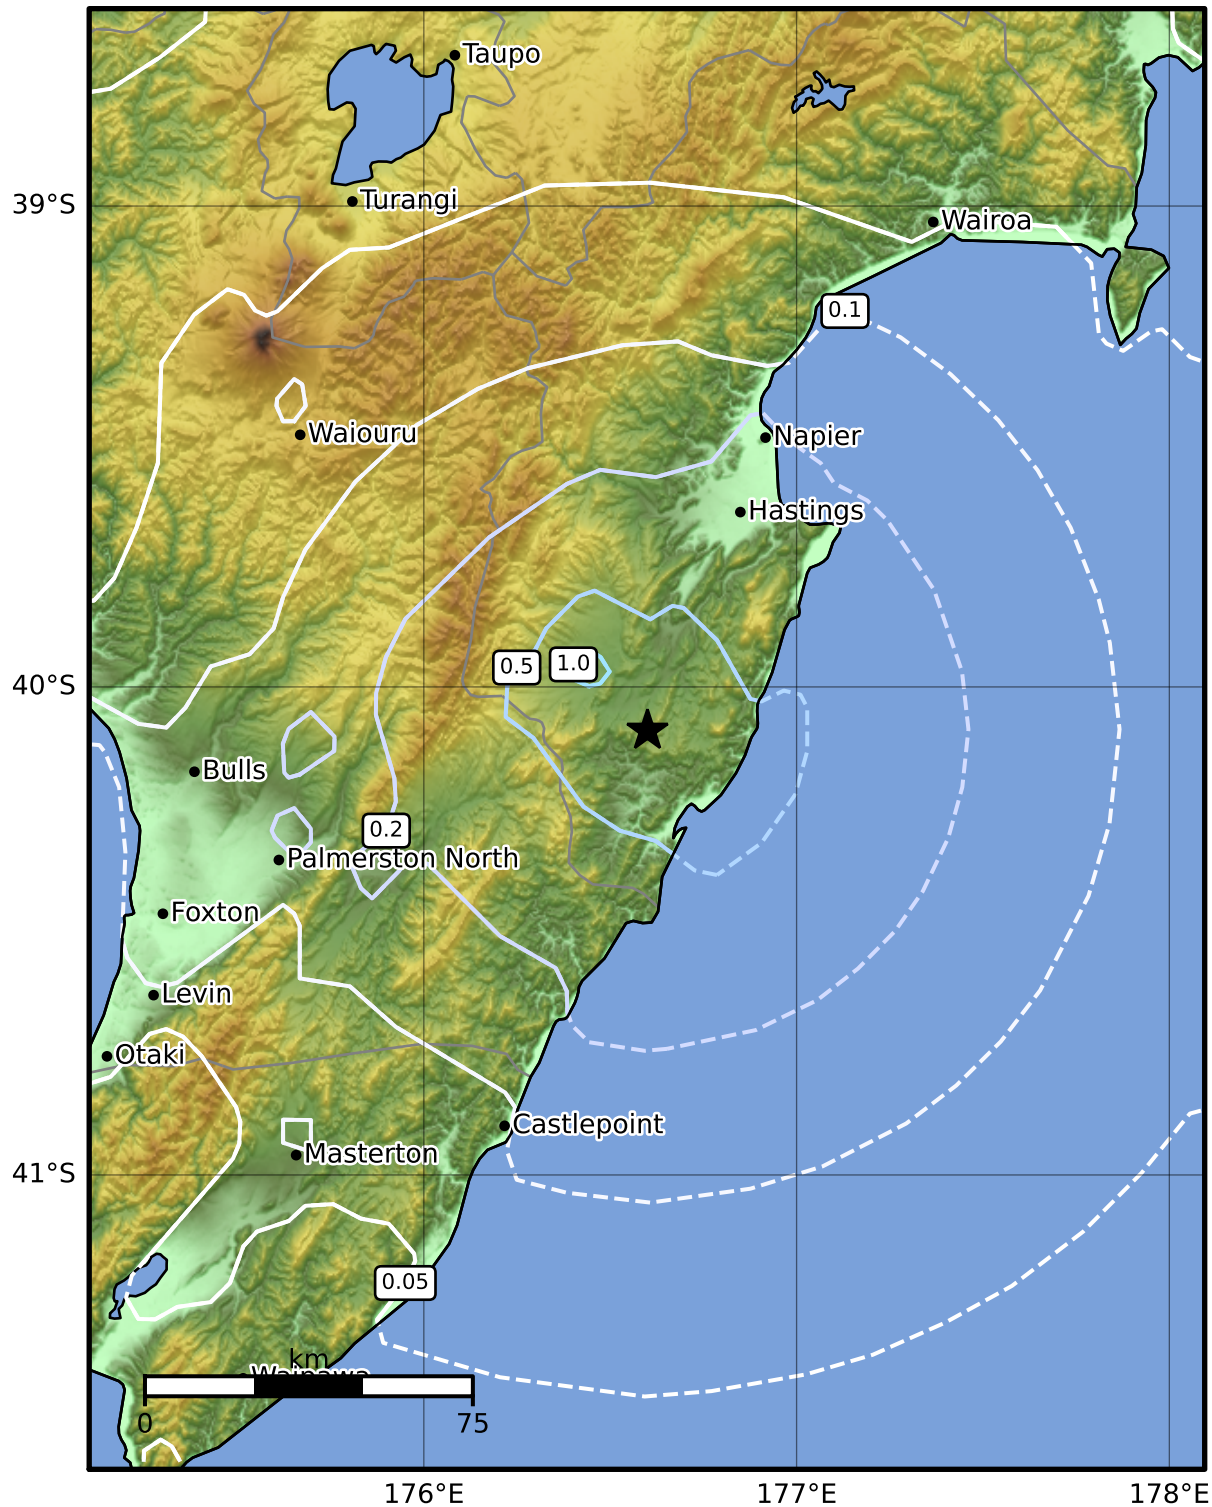 Taupo
39°S
Turangi
Wairoa
0.1
Waiouru
Napier
Hastings
0.5
1.0
40°S
Bulls
0.2
Palmerston North
Foxton
Levin
Otaki
Castlepoint
Masterton
41°S
0.05
km
0
75
176°E
177°E
178°E